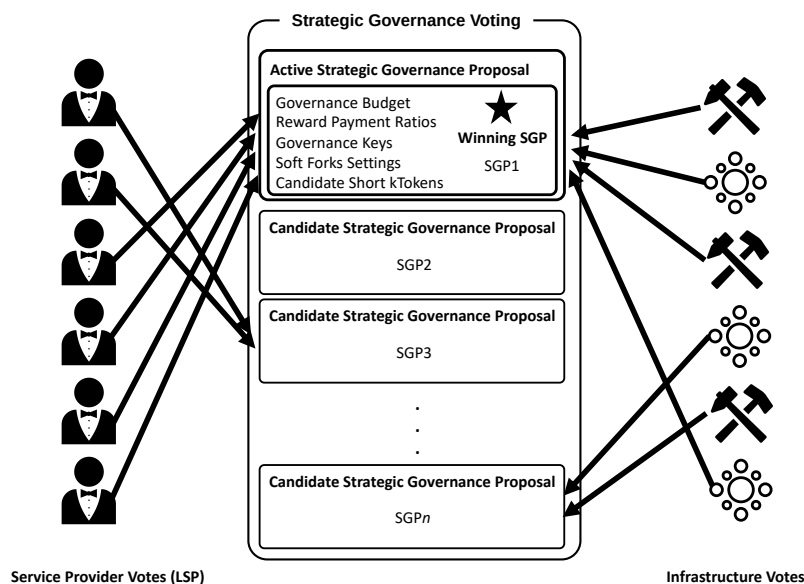 Strategic Governance Voting
Active Strategic Governance Proposal
Governance Budget
Reward Payment Ratios
Governance Keys
Soft Forks Settings
Candidate Short kTokens
Winning SGP
SGP1
Candidate Strategic Governance Proposal
SGP2
Candidate Strategic Governance Proposal
SGP3
.
.
.
Candidate Strategic Governance Proposal
SGPn
Service Provider Votes (LSP)
Infrastructure Votes